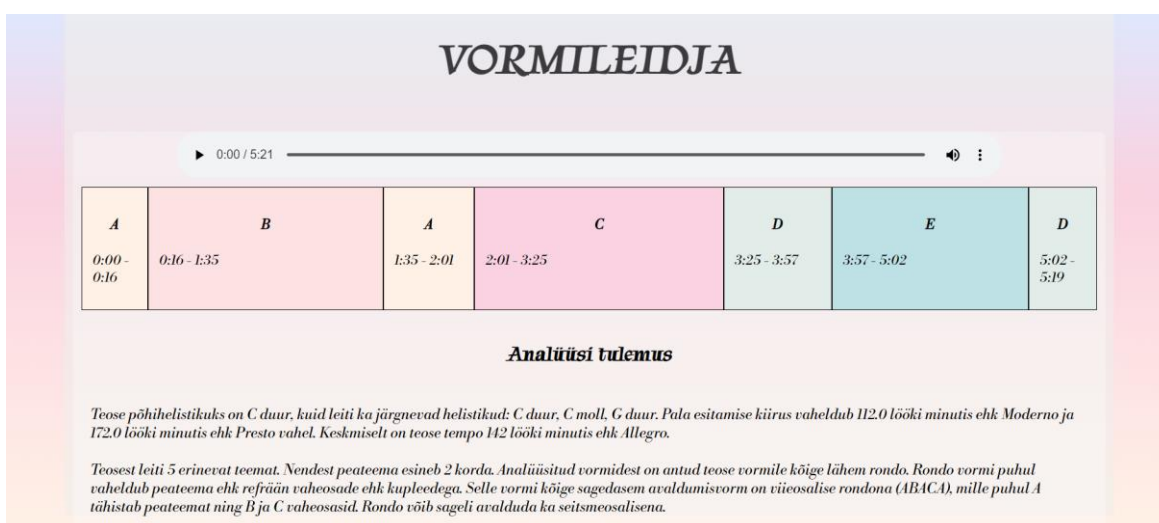 VORMILEIDJA
0:00 / 5:21
A B A C D E D
0:00 - 0:16 - 1:35 1:35 - 2:01 2:01 - 3:25 3:25 - 3:57 3:57 - 5:02 5:02 -
0:16 5:19
Analüüsi tulemus
Teose põhihelistikuks on C duur, kuid leiti ka järgnevad helistikud: C duur, C moll, G duur. Pala esitamise kiirus vaheldub 112.0 lööki minutis ehk Moderno ja
172.0 lööki minutis ehk Presto vahel. Keskmiselt on teose tempo 142 lööki minutis ehk Allegro.
Teosest leiti 5 erinevat teemat. Nendest peateema esineb 2 korda. Analüüsitud vormidest on antud teose vormile kõige lähem rondo. Rondo vormi puhul
vaheldub peateema ehk refrään vaheosade ehk kupleedega. Selle vormi kõige sagedasem avaldumisvorm on viieosalise rondona (ABACA), mille puhul A
tähistab peateemat ning B ja C vaheosasid. Rondo võib sageli avalduda ka seitsmeosalisena.